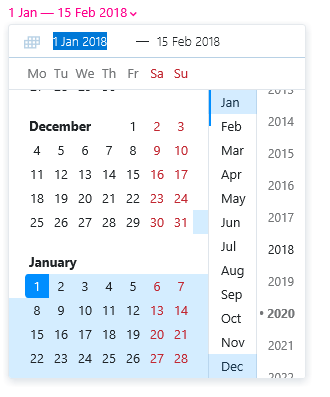 1 Jan — 15 Feb 2018
1 Jan 2018 — 15 Feb 2018
Mo Tu We Th Fr Sa Su
December 1 2 3
4 5 6 7 8 9 10
11 12 13 14 15 16 17
18 19 20 21 22 23 24
25 26 27 28 29 30 31
January
1 2 3 4 5 6 7
8 9 10 11 12 13 14
15 16 17 18 19 20 21
22 23 24 25 26 27 28
Jan
Feb
Mar
Apr
May
Jun
Jul
Aug
Sep
Oct
Nov
Dec
2013
2014
2015
2016
2017
2018
2019
• 2020
2021
2022